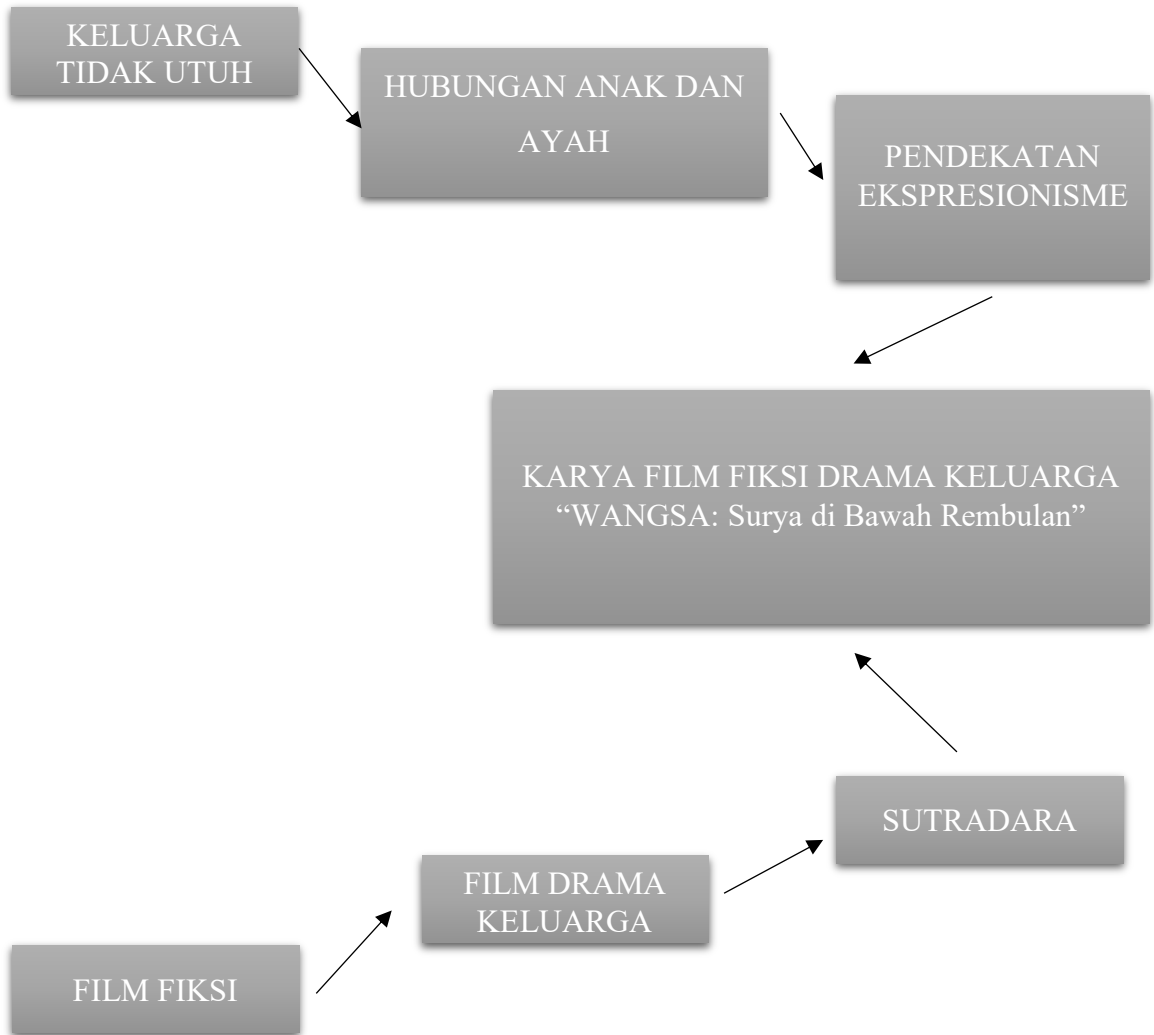 KELUARGA
TIDAK UTUH
HUBUNGAN ANAK DAN
AYAH
PENDEKATAN
EKSPRESIONISME
KARYA FILM FIKSI DRAMA KELUARGA
“WANGSA: Surya di Bawah Rembulan”
SUTRADARA
FILM DRAMA
KELUARGA
FILM FIKSI